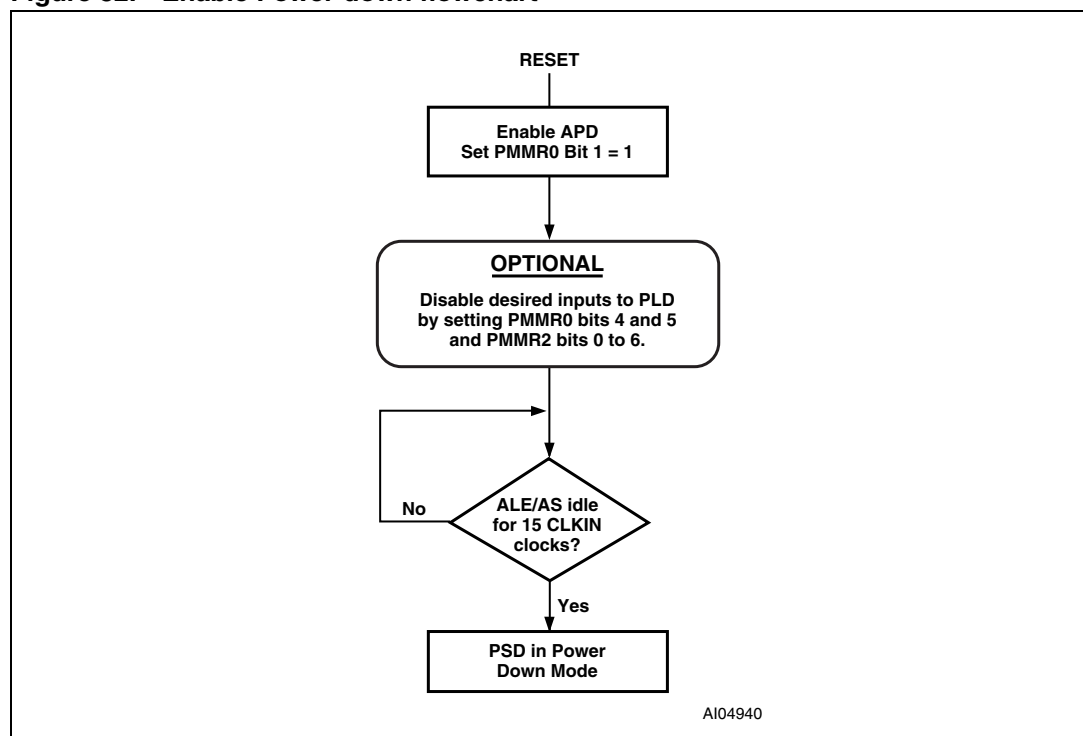 RESET
Enable APD
Set PMMR0 Bit 1 = 1
OPTIONAL
Disable desired inputs to PLD
by setting PMMR0 bits 4 and 5
and PMMR2 bits 0 to 6.
No
ALE/AS idle
for 15 CLKIN
clocks?
Yes
PSD in Power
Down Mode
AI04940